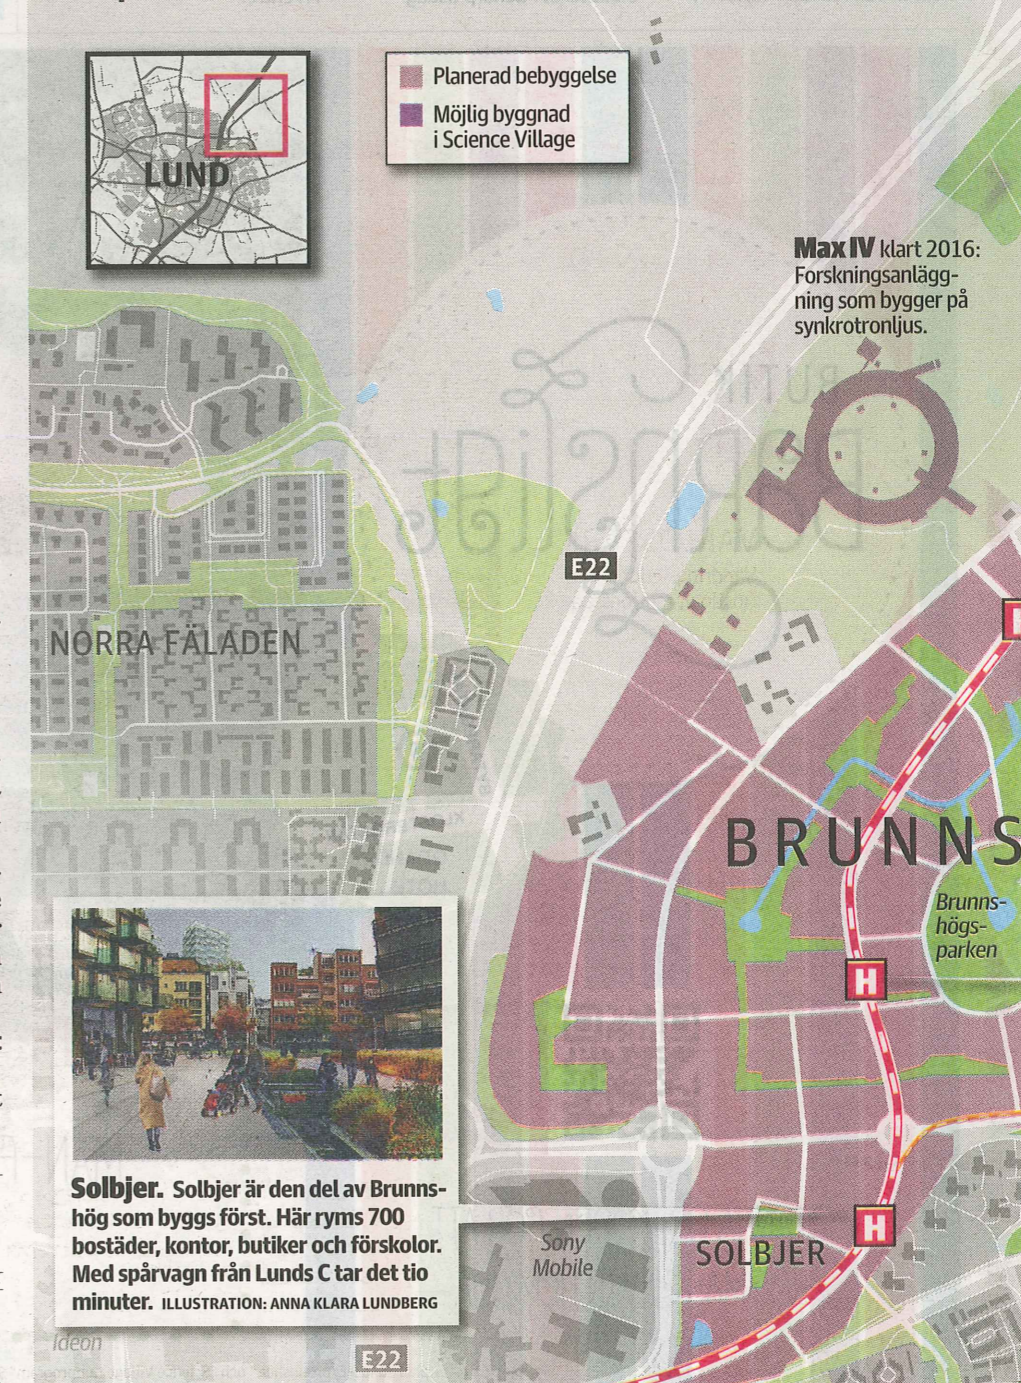 LUND
Planerad bebyggelse
Möjlig byggnad
i Science Village
Max IV klart 2016:
Forskningsanlägg-
ning som bygger på
synkrotronljus.
E22
NORRA FÄLADEN
BRUNNS
Brunns-
högs-
parken
H
H
Solbjer. Solbjer är den del av Brunns-
hög som byggs först. Här ryms 700
bostäder, kontor, butiker och förskolor.
Med spårvagn från Lunds C tar det tio
minuter. ILLUSTRATION: ANNA KLARA LUNDBERG
Sony
Mobile
SOLBJER
Ideon
E22